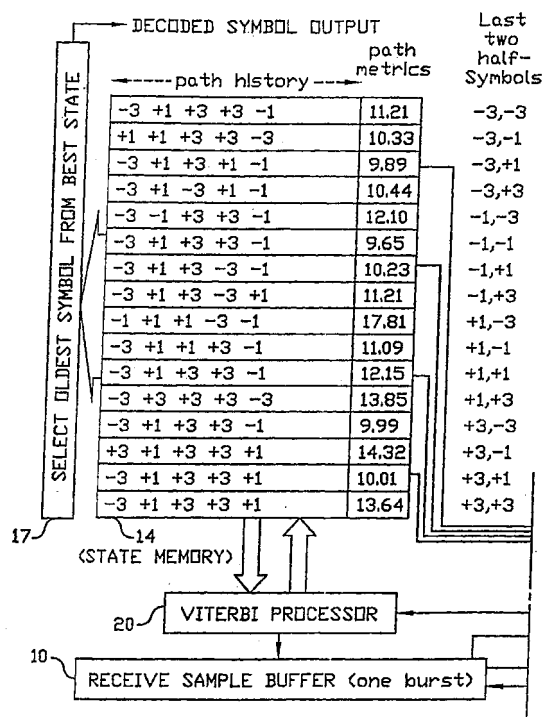 DECODED SYMBOL OUTPUT
Last
two
half-
Symbols
path
metrics
path history
SELECT OLDEST SYMBOL FROM BEST STATE
-3 +1 +3 +3 -1 11.21 -3,-3
+1 +1 +3 +3 -3 10.33 -3,-1
-3 +1 +3 +1 -1 9.89 -3,+1
-3 +1 -3 +1 -1 10.44 -3,+3
-3 -1 +3 +3 -1 12.10 -1,-3
-3 +1 +3 +3 -1 9.65 -1,-1
-3 +1 +3 -3 -1 10.23 -1,+1
-3 +1 +3 -3 +1 11.21 -1,+3
-1 +1 +1 -3 -1 17.81 +1,-3
-3 +1 +1 +3 -1 11.09 +1,-1
-3 +1 +3 +3 -1 12.15 +1,+1
-3 +3 +3 +3 -3 13.85 +1,+3
-3 +1 +3 +3 -1 9.99 +3,-3
+3 +1 +3 +3 +1 14.32 +3,-1
-3 +1 +3 +3 +1 10.01 +3,+1
-3 +1 +3 +3 +1 13.64 +3,+3
17
14
(STATE MEMORY)
VITERBI PROCESSOR
20
10
RECEIVE SAMPLE BUFFER (one burst)